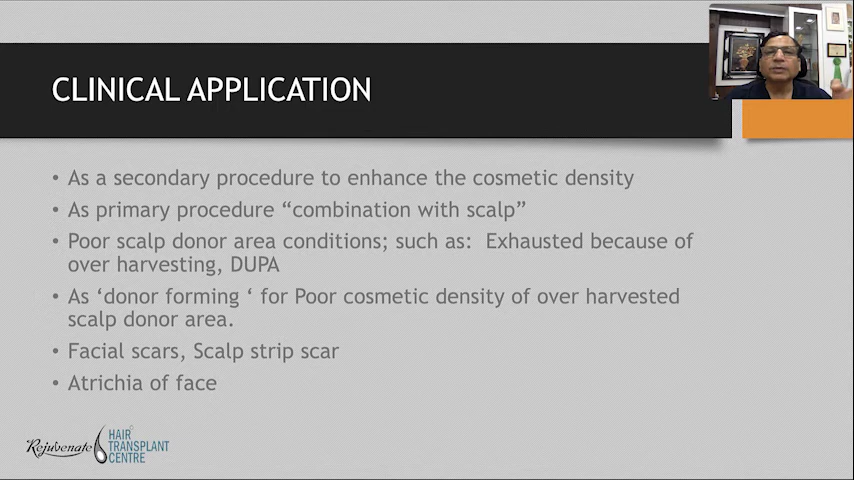 CLINICAL APPLICATION
• As a secondary procedure to enhance the cosmetic density
• As primary procedure “combination with scalp”
• Poor scalp donor area conditions; such as:  Exhausted because of
over harvesting, DUPA
• As ‘donor forming ‘ for Poor cosmetic density of over harvested
scalp donor area.
• Facial scars, Scalp strip scar
• Atrichia of face
Rejuvenate
HAIR
TRANSPLANT
CENTRE